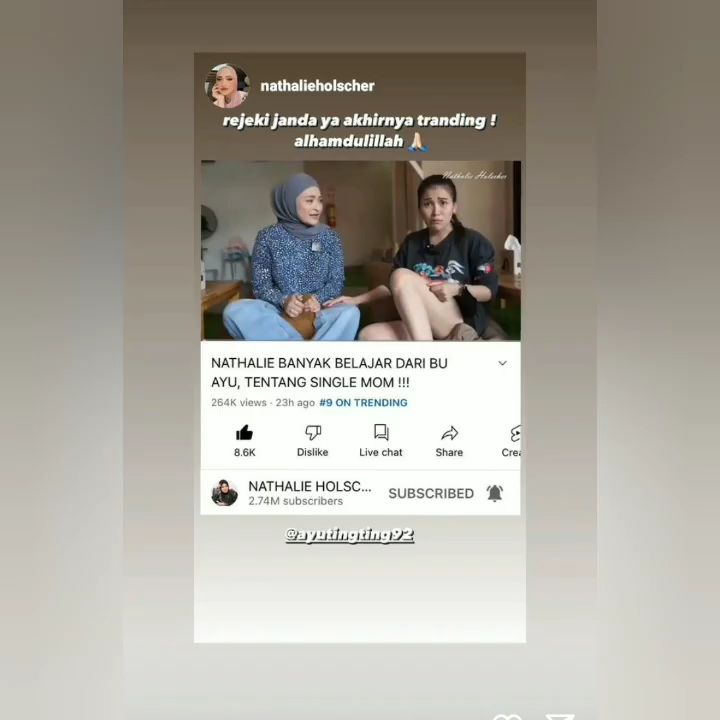 nathalieholscher
rejeki janda ya akhirnya tranding !
alhamdulillah 🙏🏻
Nathalie Holscher
NATHALIE BANYAK BELAJAR DARI BU
AYU, TENTANG SINGLE MOM !!!
264K views · 23h ago #9 ON TRENDING
8.6K Dislike Live chat Share Crea
NATHALIE HOLSC... SUBSCRIBED
2.74M subscribers
@ayutingting92